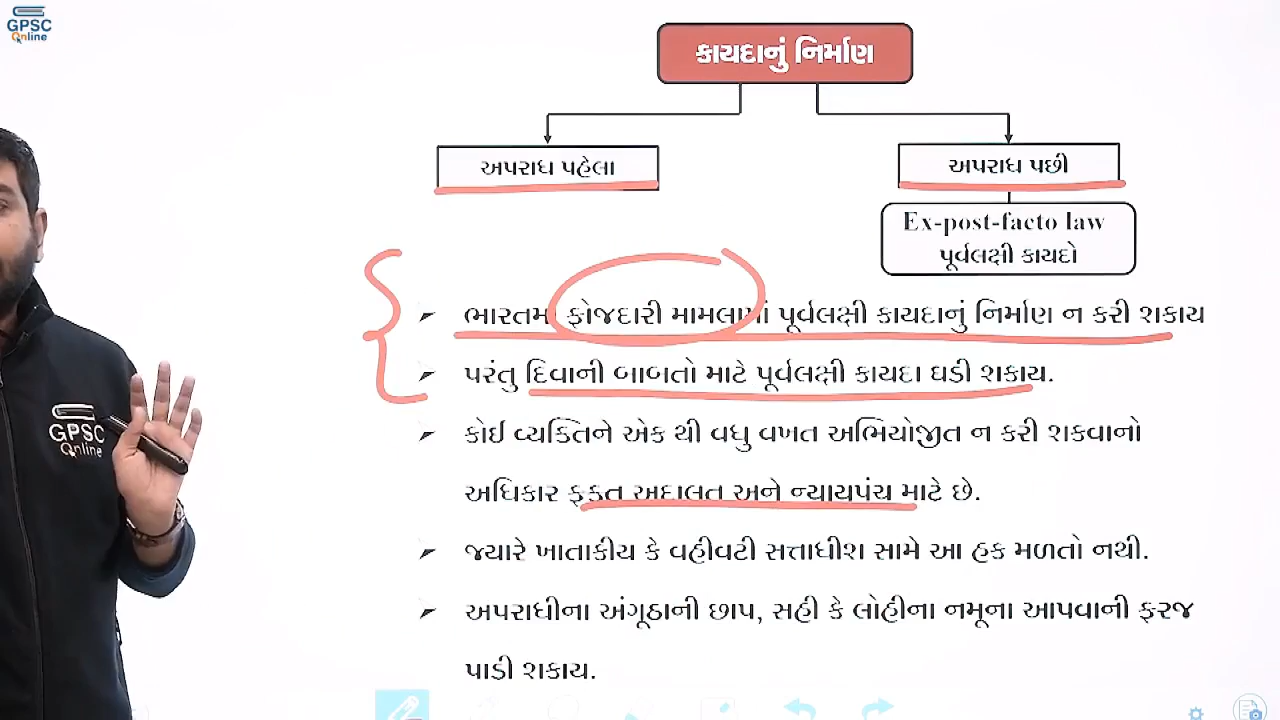 GPSC
Online
કાયદાનું નિર્માણ
અપરાધ પહેલા
અપરાધ પછી
Ex-post-facto law
પૂર્વલક્ષી કાયદો
ભારતમાં ફોજદારી મામલામાં પૂર્વલક્ષી કાયદાનું નિર્માણ ન કરી શકાય
પરંતુ દિવાની બાબતો માટે પૂર્વલક્ષી કાયદા ઘડી શકાય.
કોઈ વ્યક્તિને એક થી વધુ વખત અભિયોજીત ન કરી શકવાનો
અધિકાર ફક્ત અદાલત અને ન્યાયપંચ માટે છે.
જ્યારે ખાતાકીય કે વહીવટી સત્તાધીશ સામે આ હક મળતો નથી.
અપરાધીના અંગૂઠાની છાપ, સહી કે લોહીના નમૂના આપવાની ફરજ
પાડી શકાય.
GPSC
Online